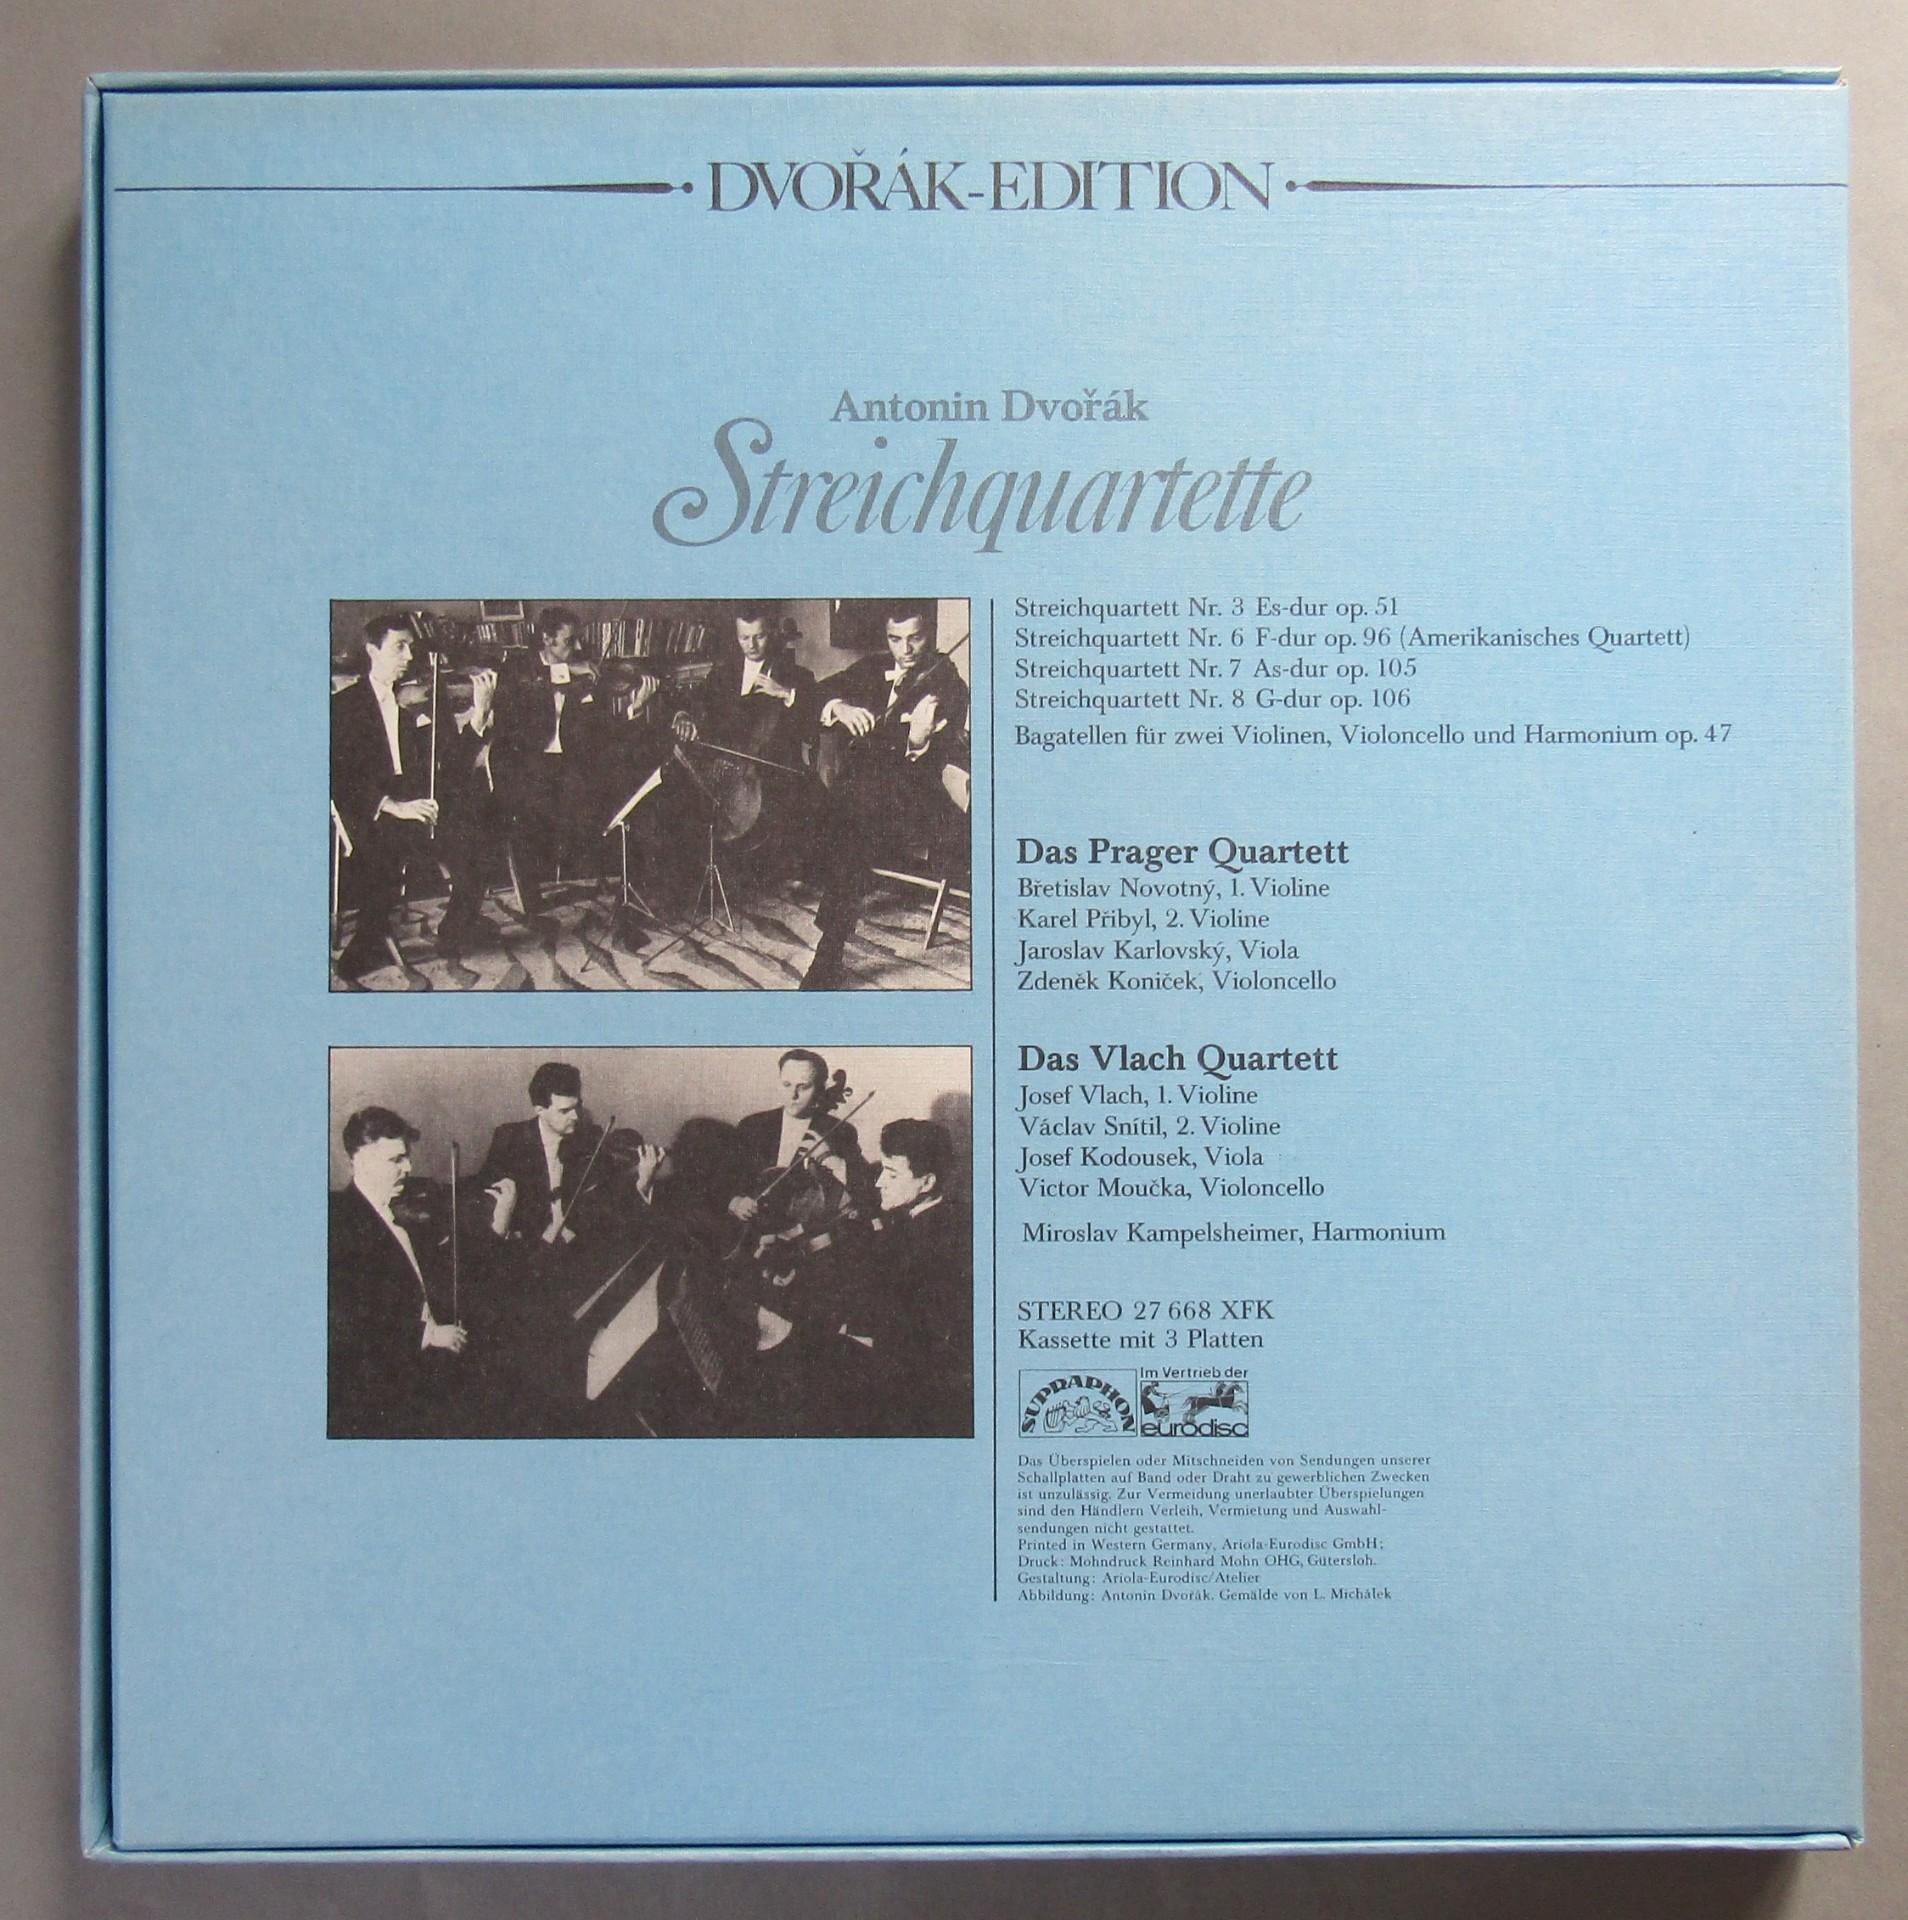 DVOŘÁK-EDITION
Antonin Dvořák
Streichquartette
Streichquartett Nr. 3 Es-dur op. 51
Streichquartett Nr. 6 F-dur op. 96 (Amerikanisches Quartett)
Streichquartett Nr. 7 As-dur op. 105
Streichquartett Nr. 8 G-dur op. 106
Bagatellen für zwei Violinen, Violoncello und Harmonium op. 47
Das Prager Quartett
Břetislav Novotný, 1. Violine
Karel Přibyl, 2. Violine
Jaroslav Karlovský, Viola
Zdeněk Koniček, Violoncello
Das Vlach Quartett
Josef Vlach, 1. Violine
Václav Snítil, 2. Violine
Josef Kodousek, Viola
Victor Moučka, Violoncello
Miroslav Kampelsheimer, Harmonium
STEREO 27 668 XFK
Kassette mit 3 Platten
SUPRAPHON
Im Vertrieb der
eurodisc
Das Überspielen oder Mitschneiden von Sendungen unserer
Schallplatten auf Band oder Draht zu gewerblichen Zwecken
ist unzulässig. Zur Vermeidung unerlaubter Überspielungen
sind den Händlern Verleih, Vermietung und Auswahl-
sendungen nicht gestattet.
Printed in Western Germany, Ariola-Eurodisc GmbH;
Druck: Mohndruck Reinhard Mohn OHG, Gütersloh.
Gestaltung: Ariola-Eurodisc/Atelier
Abbildung: Antonin Dvořák. Gemälde von L. Michálek